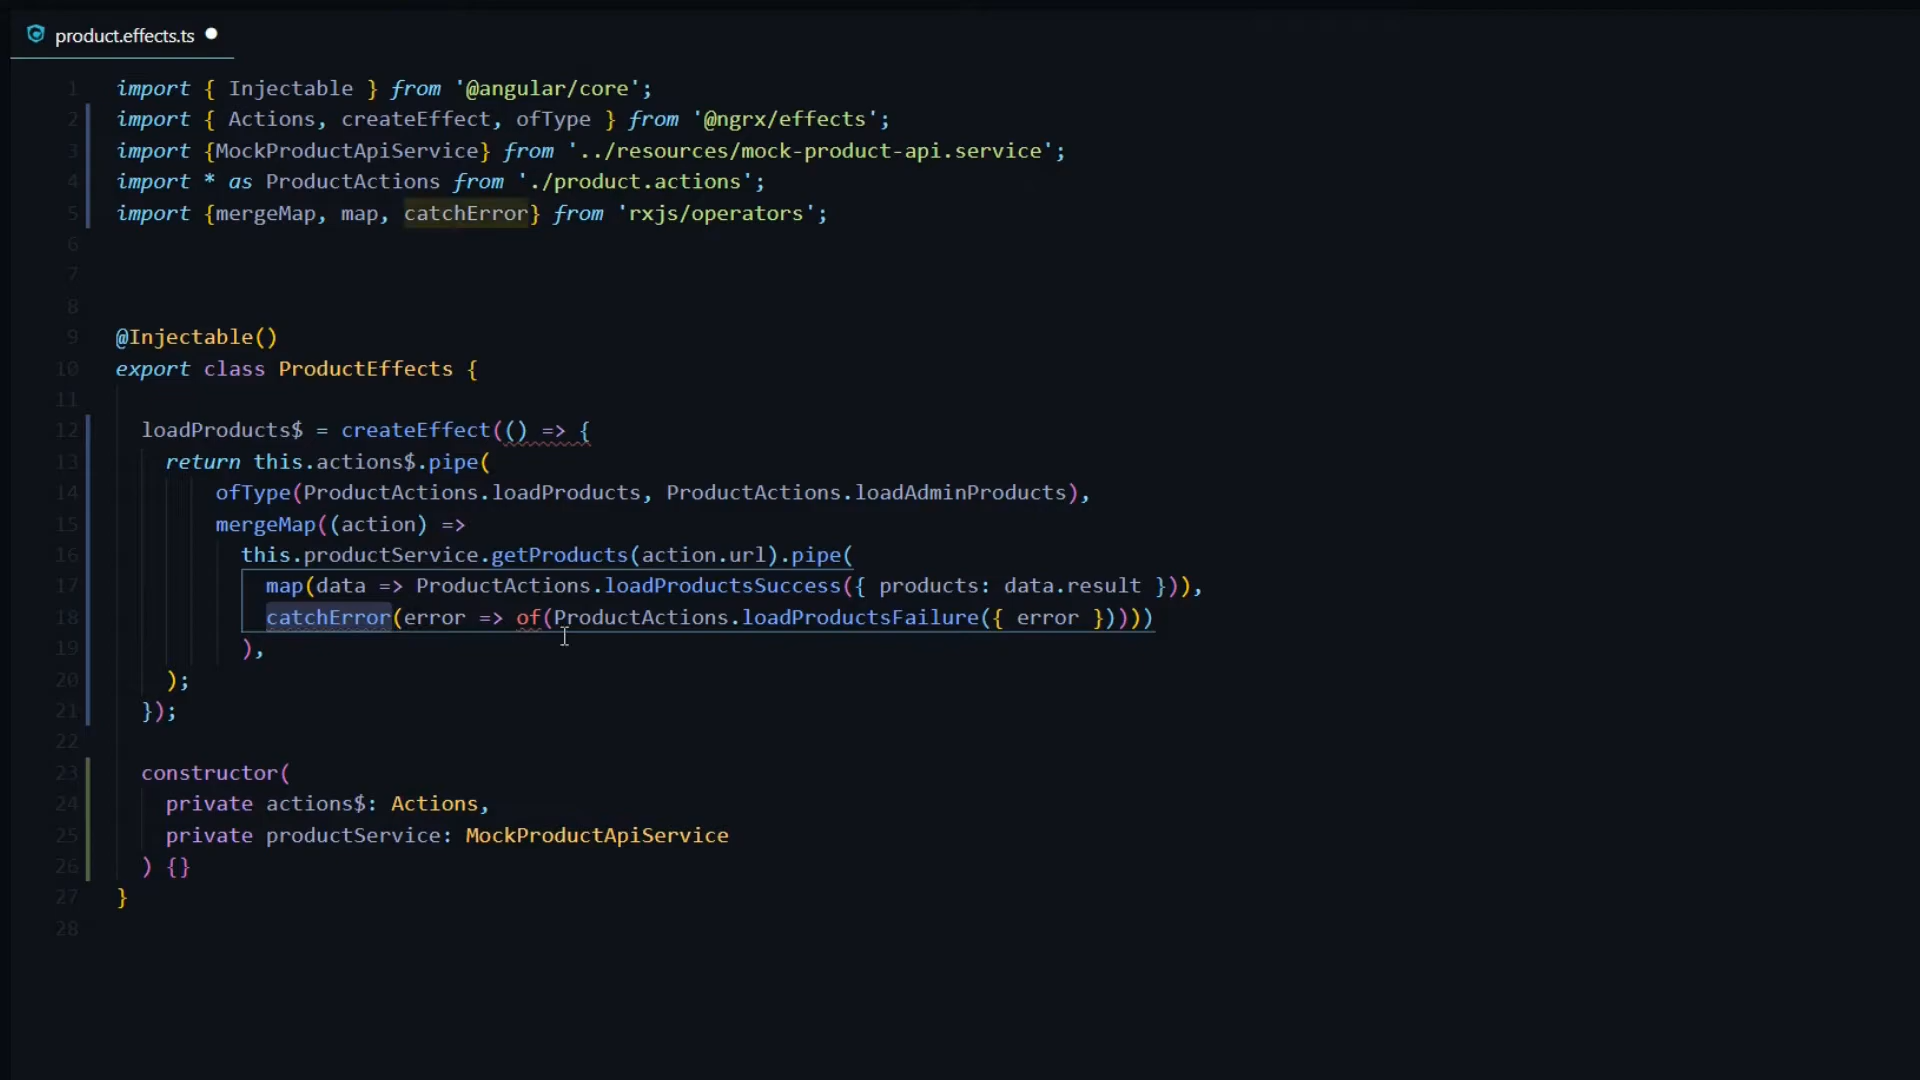 product.effects.ts
1 import { Injectable } from '@angular/core';
2 import { Actions, createEffect, ofType } from '@ngrx/effects';
3 import {MockProductApiService} from '../resources/mock-product-api.service';
4 import * as ProductActions from './product.actions';
5 import {mergeMap, map, catchError} from 'rxjs/operators';
6
7
8
9 @Injectable()
10 export class ProductEffects {
11
12 loadProducts$ = createEffect(() => {
13 return this.actions$.pipe(
14 ofType(ProductActions.loadProducts, ProductActions.loadAdminProducts),
15 mergeMap((action) =>
16 this.productService.getProducts(action.url).pipe(
17 map(data => ProductActions.loadProductsSuccess({ products: data.result })),
18 catchError(error => of(ProductActions.loadProductsFailure({ error }))))
19 ),
20 );
21 });
22
23 constructor(
24 private actions$: Actions,
25 private productService: MockProductApiService
26 ) {}
27 }
28